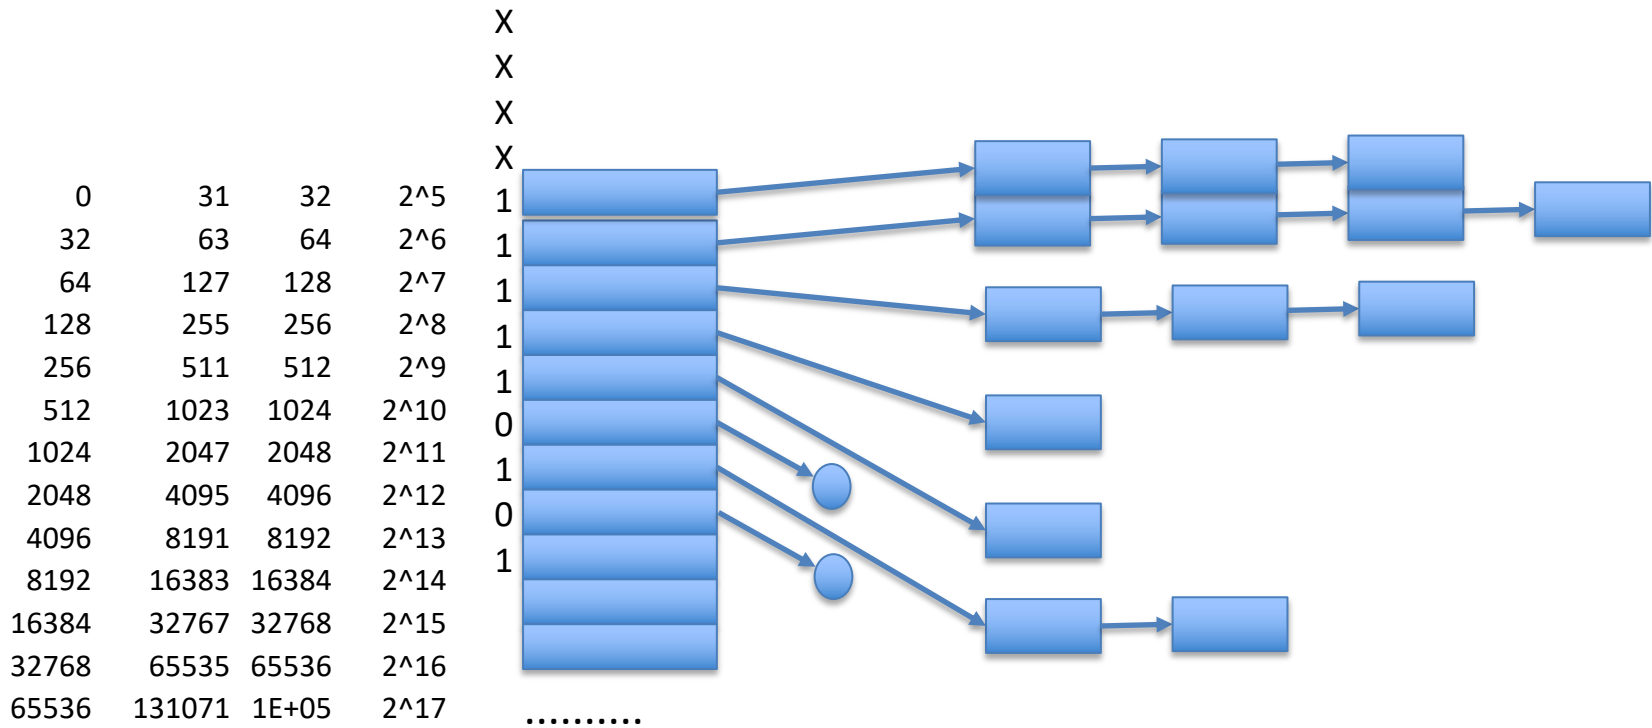 X
X
X
X
0 31 32 2^5 1
32 63 64 2^6 1
64 127 128 2^7 1
128 255 256 2^8 1
256 511 512 2^9 1
512 1023 1024 2^10 0
1024 2047 2048 2^11 1
2048 4095 4096 2^12 0
4096 8191 8192 2^13 1
8192 16383 16384 2^14
16384 32767 32768 2^15
32768 65535 65536 2^16
65536 131071 1E+05 2^17 ..........